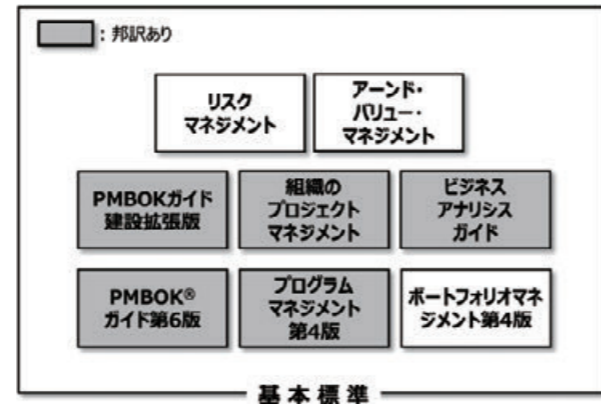 ：邦訳あり
リスク
マネジメント
アーンド・
バリュー・
マネジメント
PMBOKガイド
建設拡張版
組織の
プロジェクト
マネジメント
ビジネス
アナリシス
ガイド
PMBOK®
ガイド第6版
プログラム
マネジメント
第4版
ポートフォリオマネ
ジメント第4版
基本標準